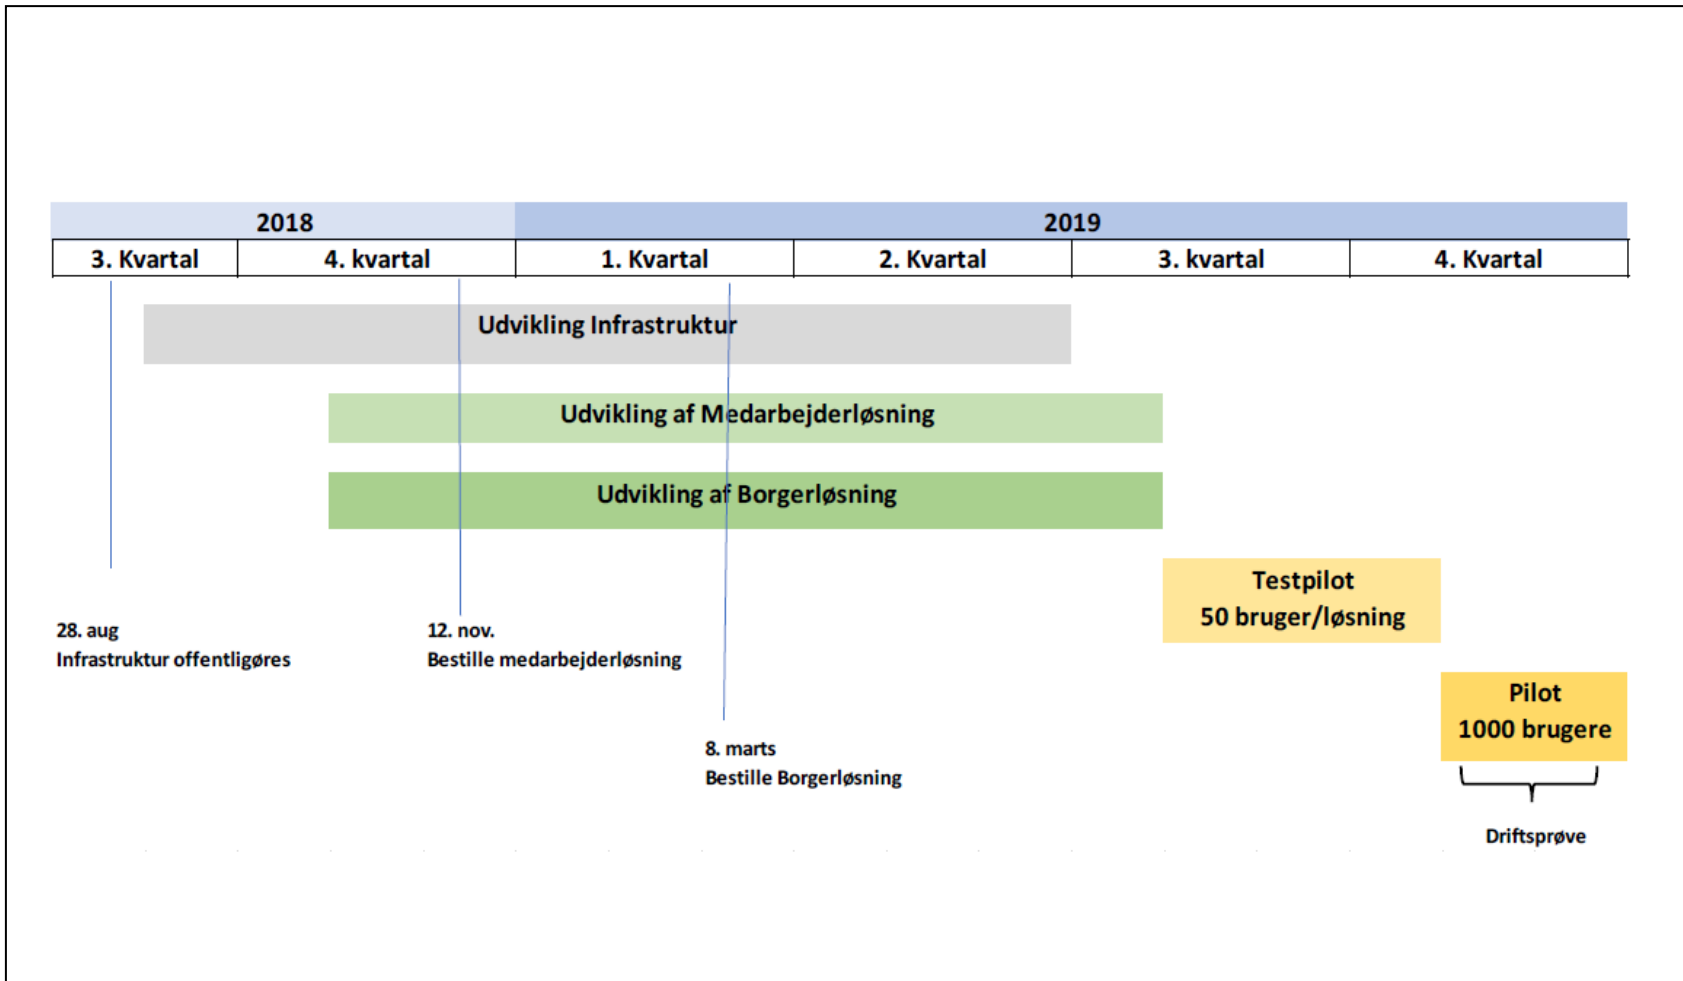 2018
2019
3. Kvartal
4. kvartal
1. Kvartal
2. Kvartal
3. kvartal
4. Kvartal
Udvikling Infrastruktur
Udvikling af Medarbejderløsning
Udvikling af Borgerløsning
Testpilot
50 bruger/løsning
28. aug
Infrastruktur offentligøres
12. nov.
Bestille medarbejderløsning
Pilot
1000 brugere
8. marts
Bestille Borgerløsning
Driftsprøve